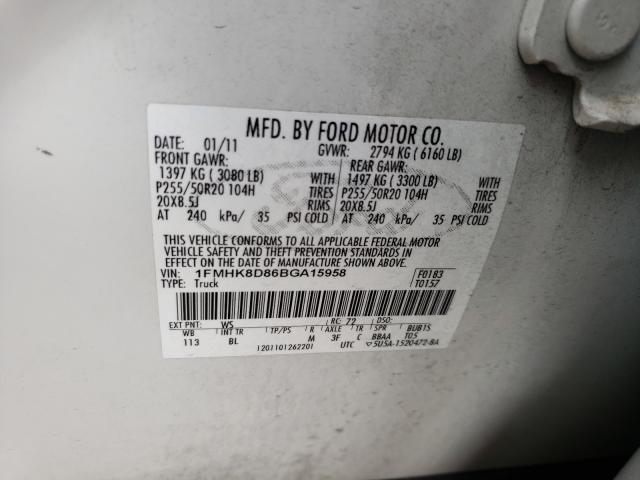 MFD. BY FORD MOTOR CO.
DATE: 01/11 GVWR: 2794 KG ( 6160 LB)
FRONT GAWR: REAR GAWR:
1397 KG ( 3080 LB) WITH 1497 KG ( 3300 LB) WITH
P255/50R20 104H TIRES P255/50R20 104H TIRES
20X8.5J RIMS 20X8.5J RIMS
AT 240 kPa/ 35 PSI COLD AT 240 kPa/ 35 PSI COLD
THIS VEHICLE CONFORMS TO ALL APPLICABLE FEDERAL MOTOR
VEHICLE SAFETY AND THEFT PREVENTION STANDARDS IN
EFFECT ON THE DATE OF MANUFACTURE SHOWN ABOVE.
VIN: 1FMHK8D86BGA15958 F0183
TYPE: Truck T0157
EXT PNT: WS RC: 72 DSO:
WB INT TR TP/PS R AXLE TR SPR BUBTS
113 BL M 3F C BBAA T05
1201101262201 UTC 5U5A-1520472-BA